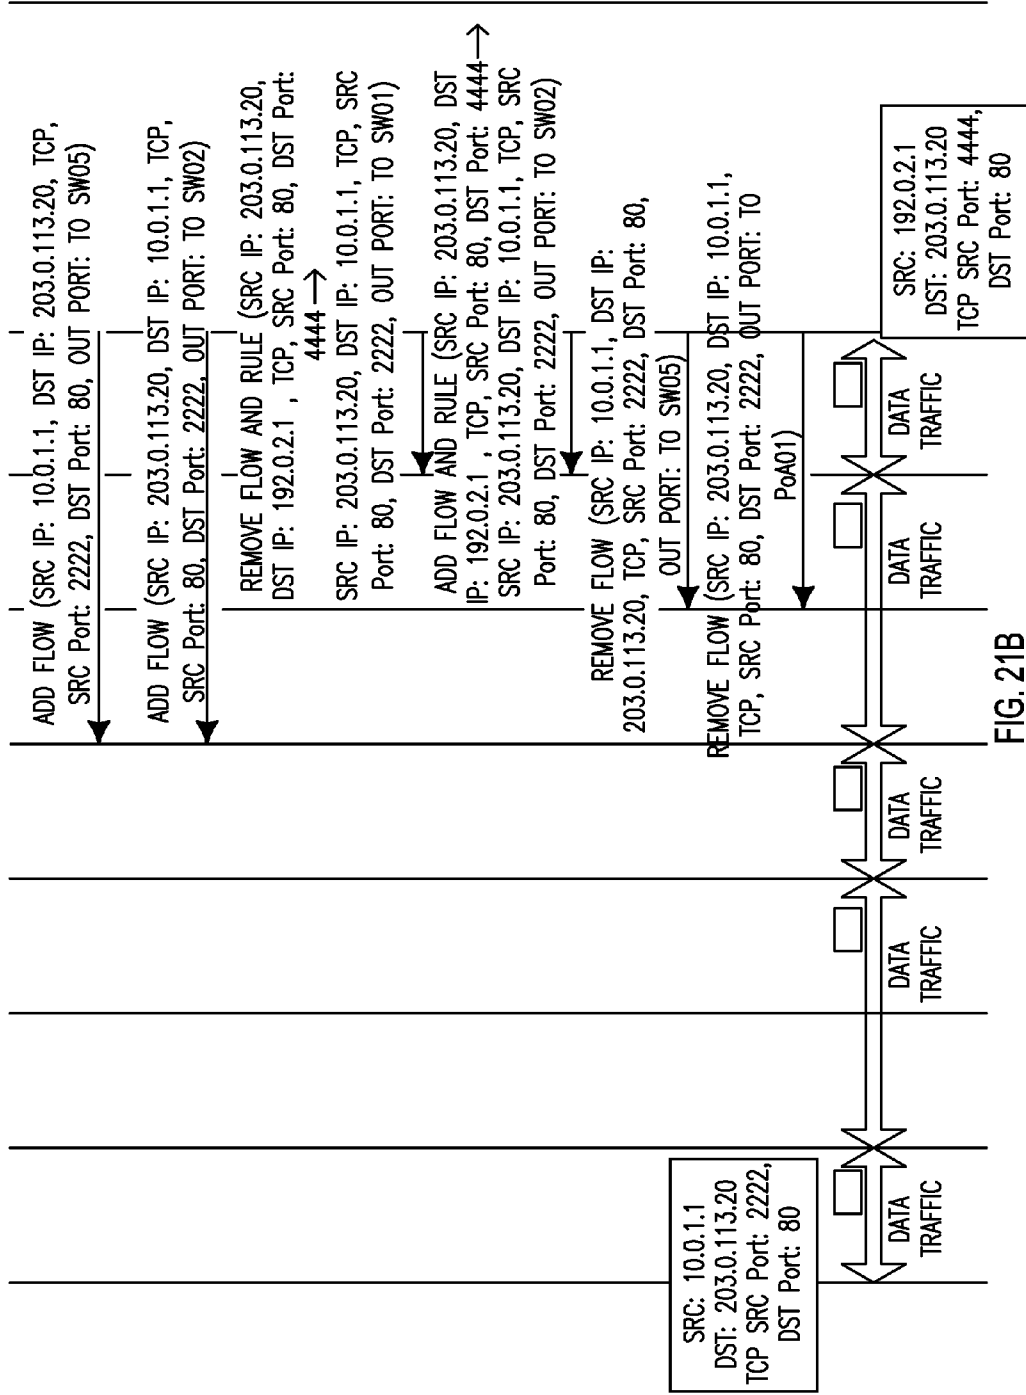 ADD FLOW (SRC IP: 10.0.1.1, DST IP: 203.0.113.20, TCP,
SRC Port: 2222, DST Port: 80, OUT PORT: TO SW05)
ADD FLOW (SRC IP: 203.0.113.20, DST IP: 10.0.1.1, TCP,
SRC Port: 80, DST Port: 2222, OUT PORT: TO SW02)
REMOVE FLOW AND RULE (SRC IP: 203.0.113.20,
DST IP: 192.0.2.1 , TCP, SRC Port: 80, DST Port:
4444 →
SRC IP: 203.0.113.20, DST IP: 10.0.1.1, TCP, SRC
Port: 80, DST Port: 2222, OUT PORT: TO SW01)
ADD FLOW AND RULE (SRC IP: 203.0.113.20, DST
IP: 192.0.2.1 , TCP, SRC Port: 80, DST Port: 4444 →
SRC IP: 203.0.113.20, DST IP: 10.0.1.1, TCP, SRC
Port: 80, DST Port: 2222, OUT PORT: TO SW02)
REMOVE FLOW (SRC IP: 10.0.1.1, DST IP:
203.0.113.20, TCP, SRC Port: 2222, DST Port: 80,
OUT PORT: TO SW05)
REMOVE FLOW (SRC IP: 203.0.113.20, DST IP: 10.0.1.1,
TCP, SRC Port: 80, DST Port: 2222, OUT PORT: TO
PoA01)
SRC: 10.0.1.1
DST: 203.0.113.20
TCP SRC Port: 2222,
DST Port: 80
DATA
TRAFFIC
DATA
TRAFFIC
DATA
TRAFFIC
DATA
TRAFFIC
DATA
TRAFFIC
SRC: 192.0.2.1
DST: 203.0.113.20
TCP SRC Port: 4444,
DST Port: 80
FIG. 21B